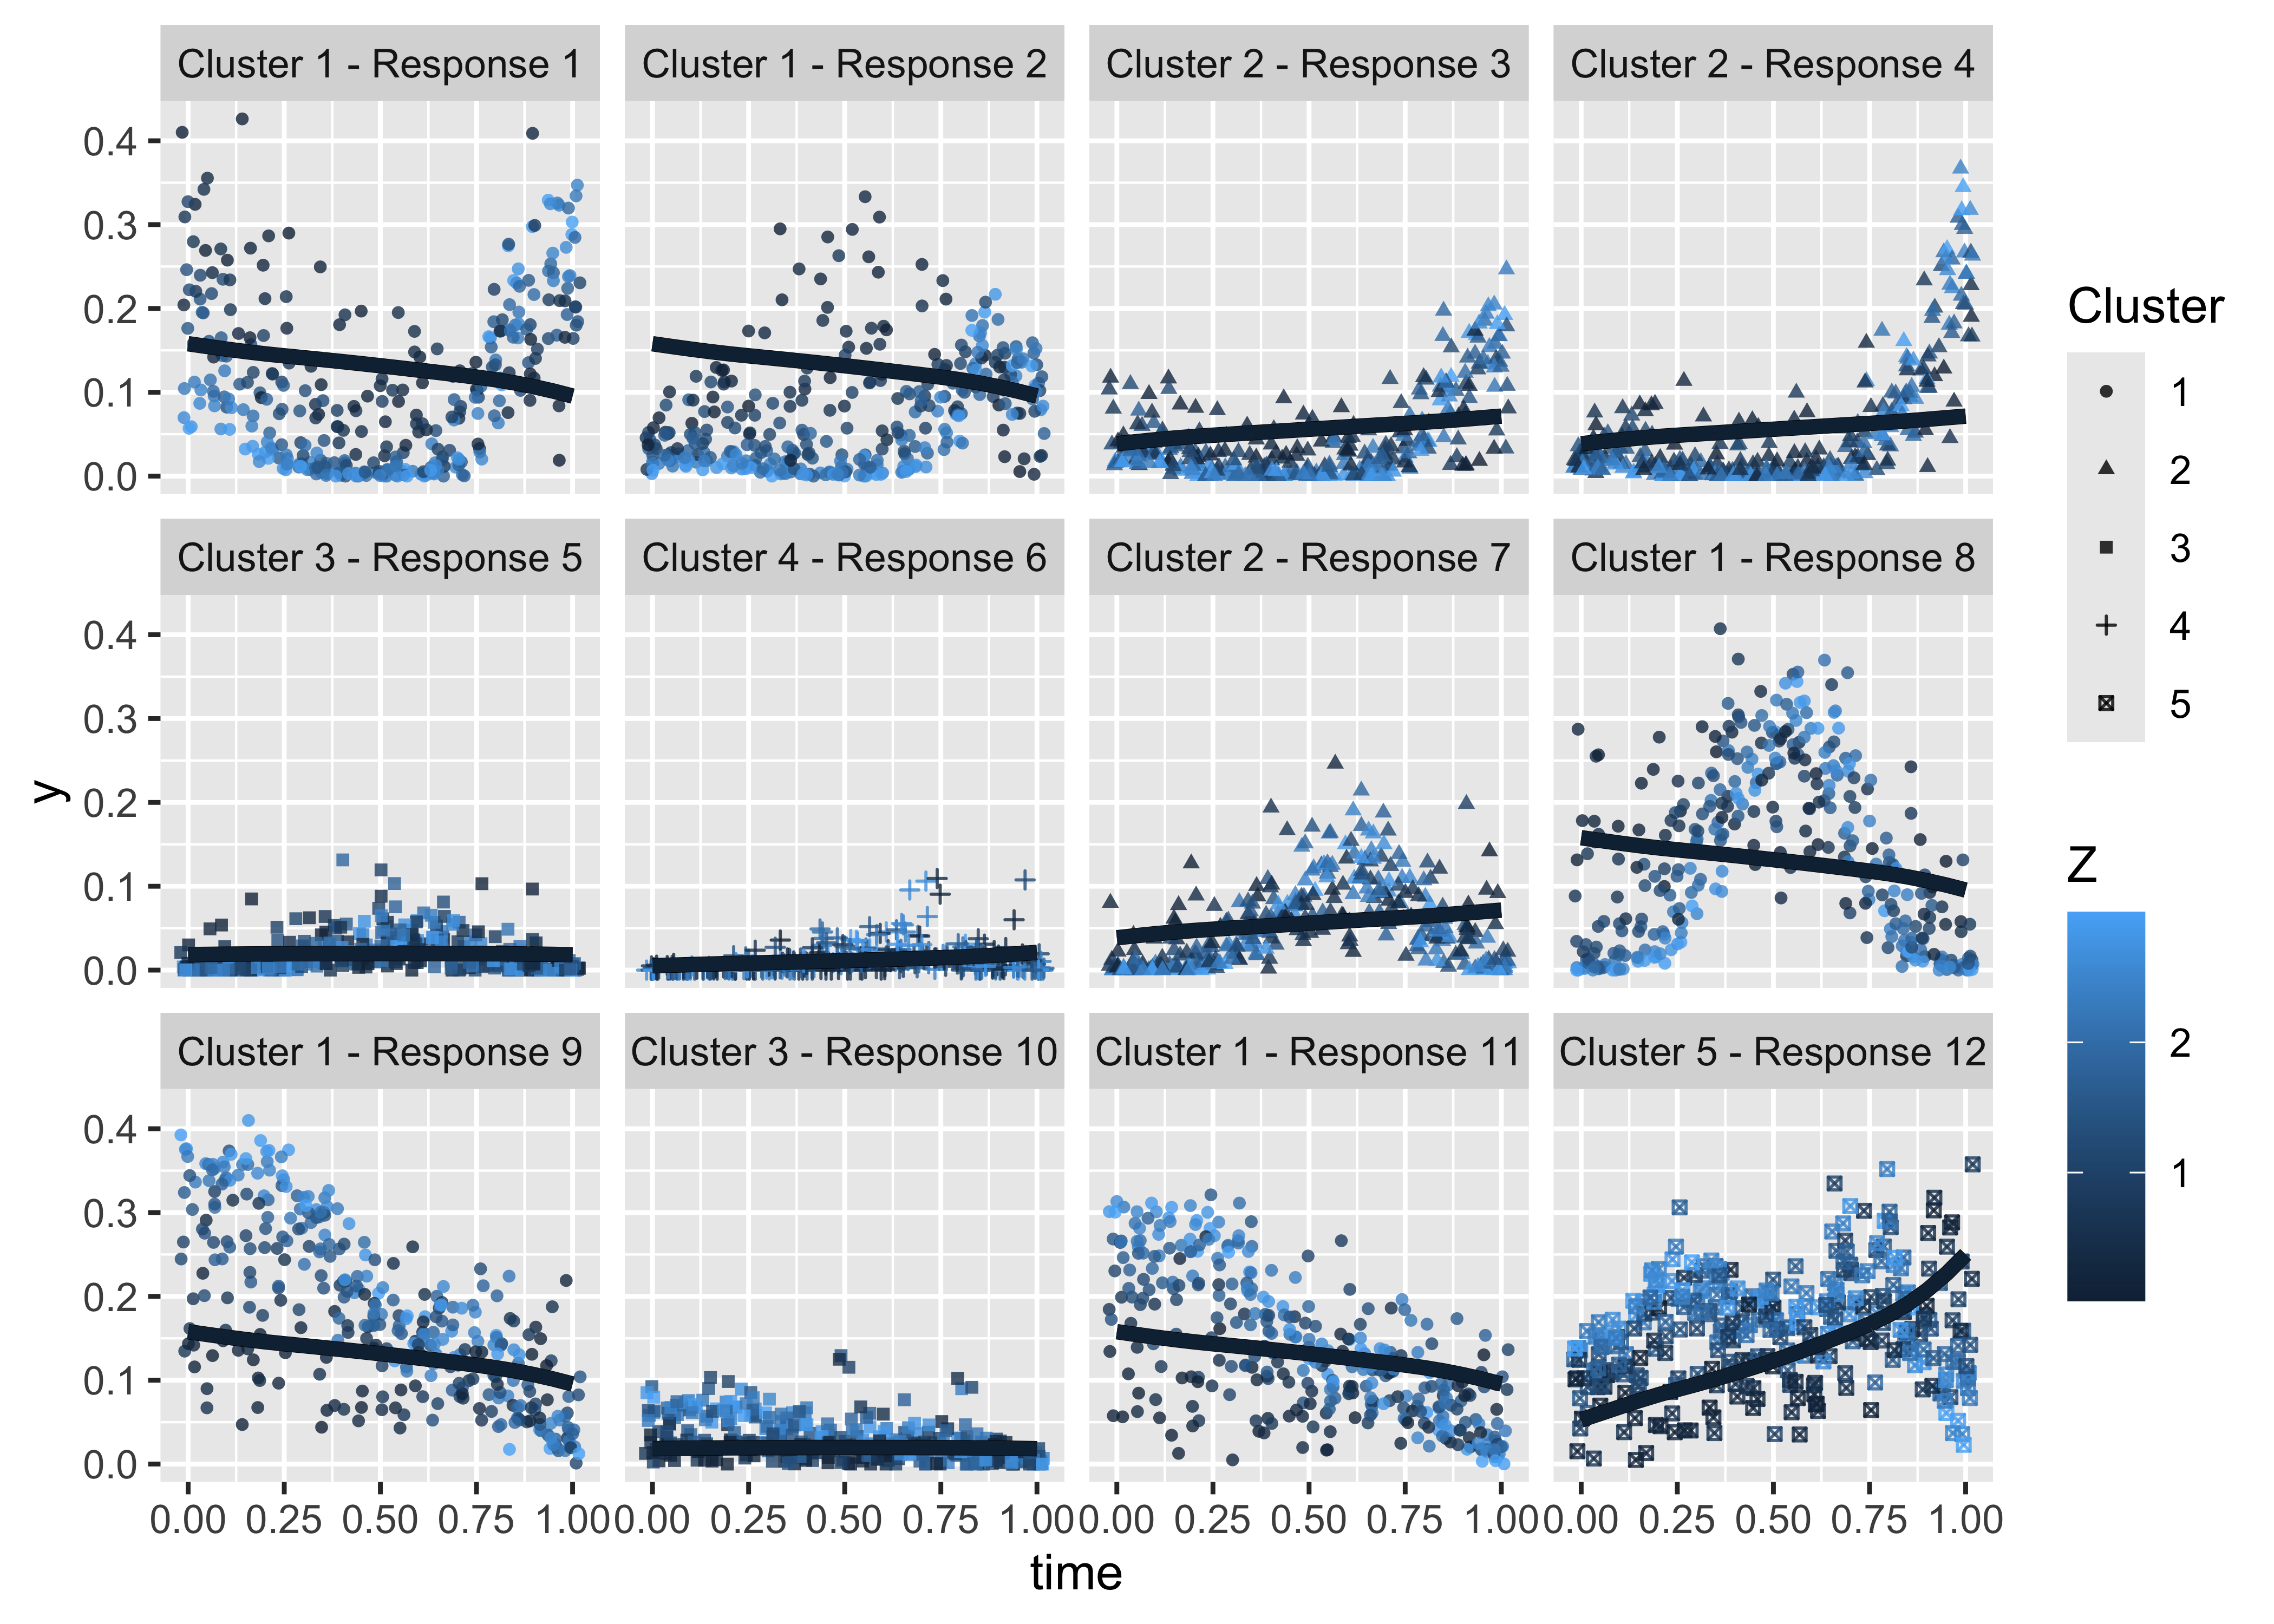 Cluster 1 - Response 1
Cluster 1 - Response 2
Cluster 2 - Response 3
Cluster 2 - Response 4
0.4
0.3
0.2
0.1
0.0
Cluster 3 - Response 5
Cluster 4 - Response 6
Cluster 2 - Response 7
Cluster 1 - Response 8
0.4
0.3
0.2
0.1
0.0
Cluster 1 - Response 9
Cluster 3 - Response 10
Cluster 1 - Response 11
Cluster 5 - Response 12
0.4
0.3
0.2
0.1
0.0
0.00 0.25 0.50 0.75 1.00
0.00 0.25 0.50 0.75 1.00
0.00 0.25 0.50 0.75 1.00
0.00 0.25 0.50 0.75 1.00
time
y
Cluster
1
2
3
4
5
Z
2
1